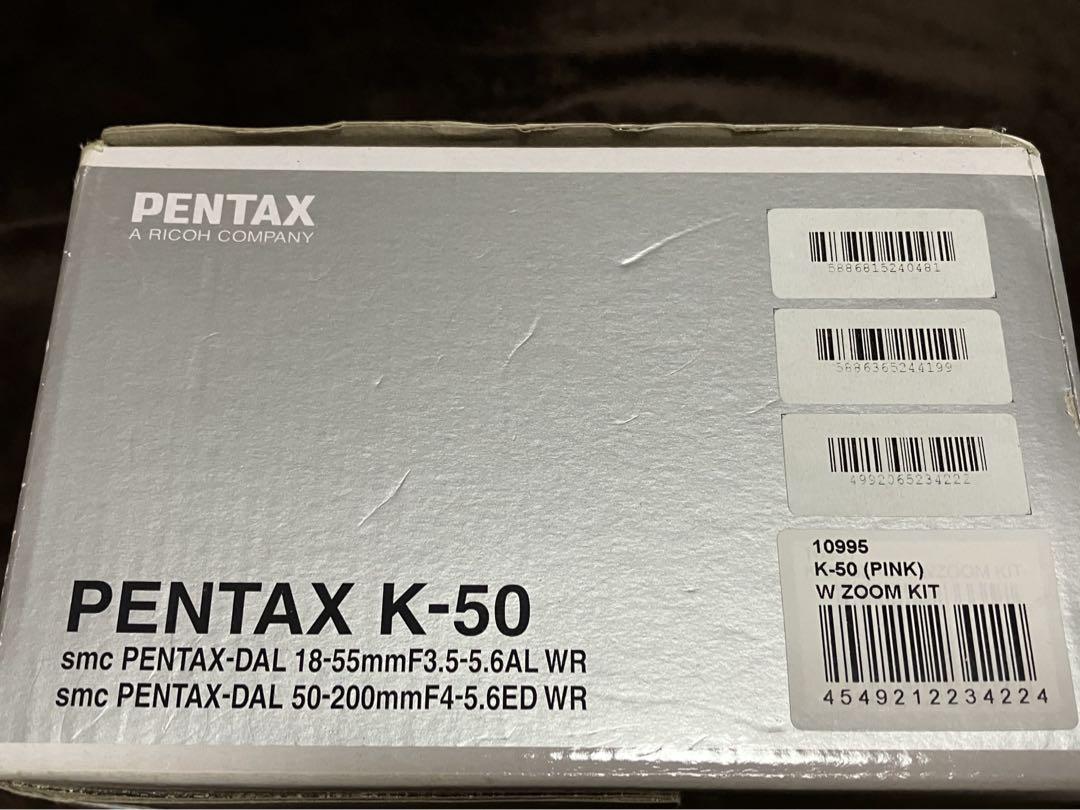 PENTAX
A RICOH COMPANY
5886815240481
5886365244199
4992065234222
10995
K-50 (PINK)
W ZOOM KIT
4549212234224
PENTAX K-50
smc PENTAX-DAL 18-55mmF3.5-5.6AL WR
smc PENTAX-DAL 50-200mmF4-5.6ED WR